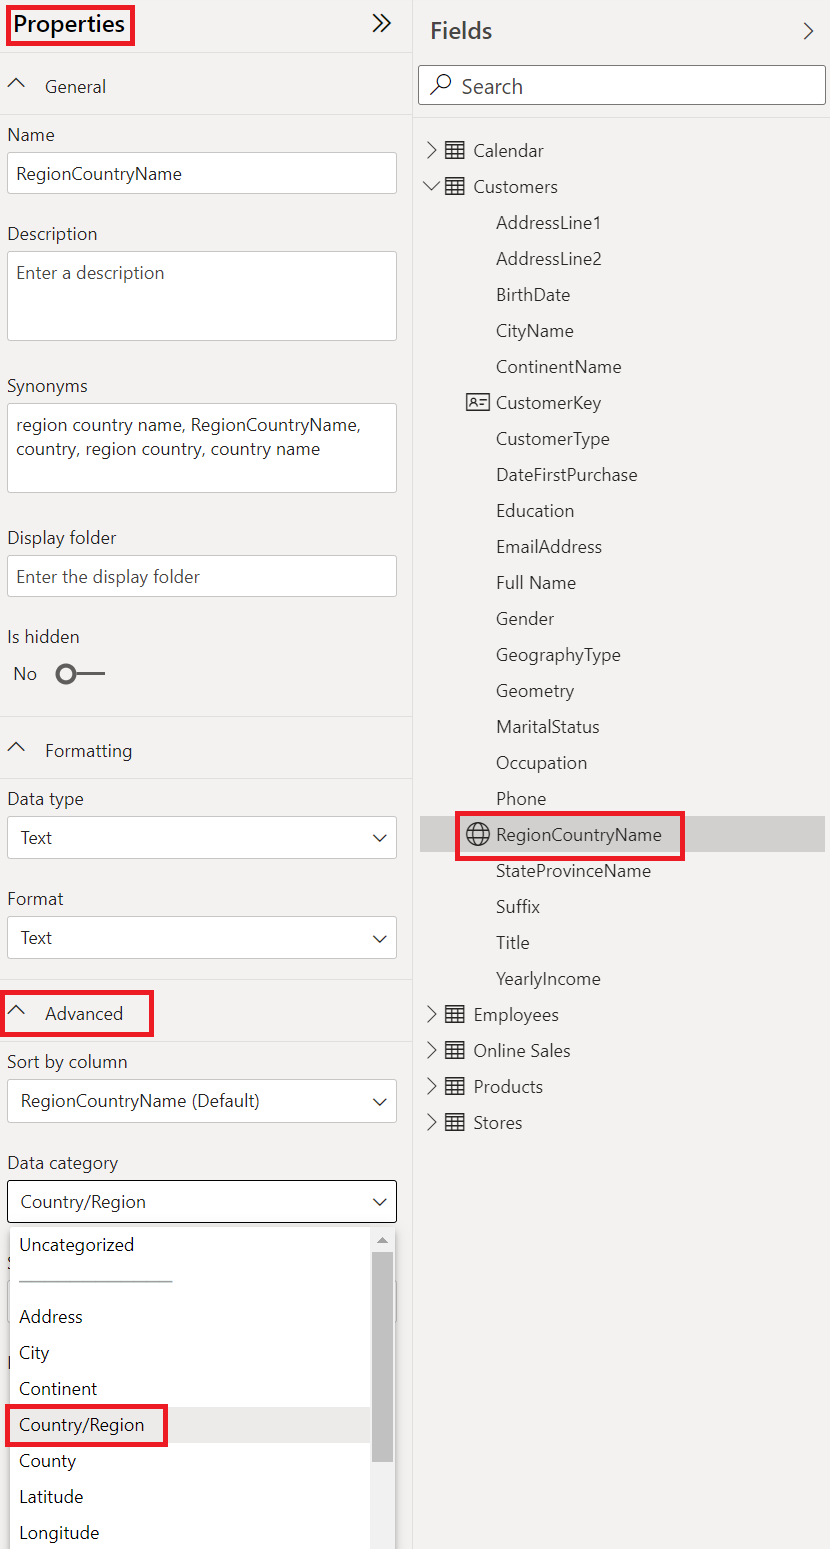 Properties
General
Name
RegionCountryName
Description
Enter a description
Synonyms
region country name, RegionCountryName,
country, region country, country name
Display folder
Enter the display folder
Is hidden
No
Formatting
Data type
Text
Format
Text
Advanced
Sort by column
RegionCountryName (Default)
Data category
Country/Region
Uncategorized
Address
City
Continent
Country/Region
County
Latitude
Longitude
Fields
Search
Calendar
Customers
AddressLine1
AddressLine2
BirthDate
CityName
ContinentName
CustomerKey
CustomerType
DateFirstPurchase
Education
EmailAddress
Full Name
Gender
GeographyType
Geometry
MaritalStatus
Occupation
Phone
RegionCountryName
StateProvinceName
Suffix
Title
YearlyIncome
Employees
Online Sales
Products
Stores